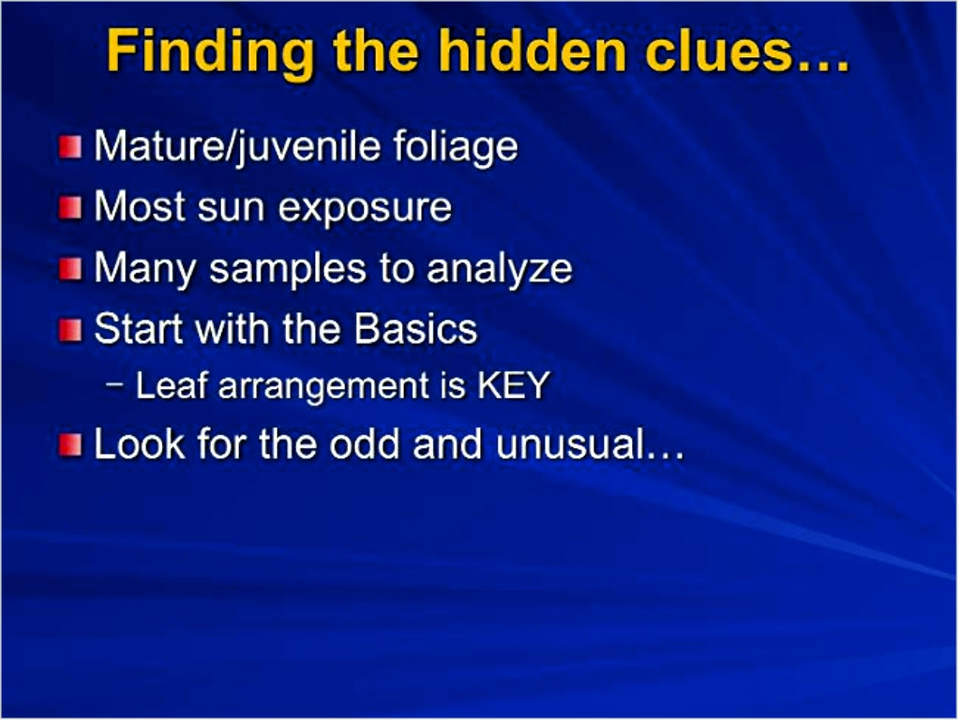 Finding the hidden clues…
Mature/juvenile foliage
Most sun exposure
Many samples to analyze
Start with the Basics
– Leaf arrangement is KEY
Look for the odd and unusual…